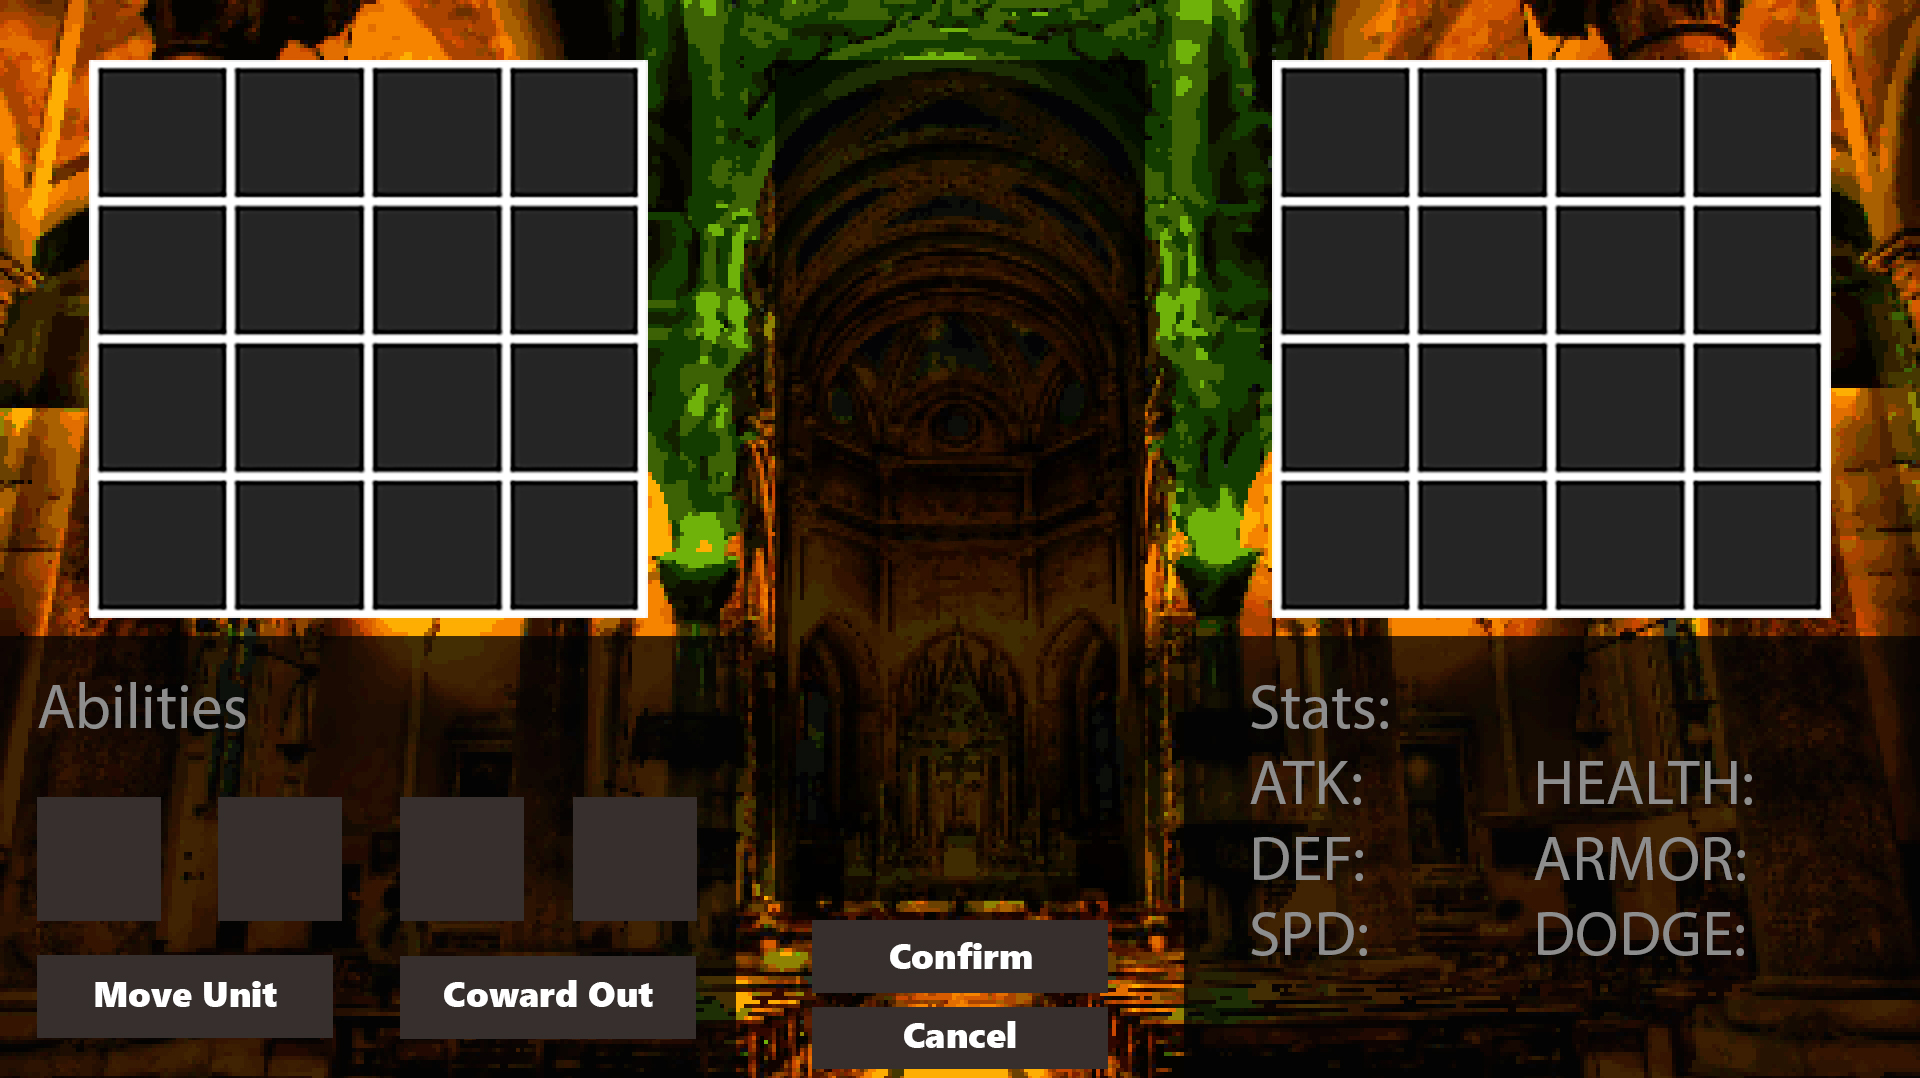 Abilities
Move Unit
Coward Out
Confirm
Cancel
Stats:
ATK:
HEALTH:
DEF:
ARMOR:
SPD:
DODGE: